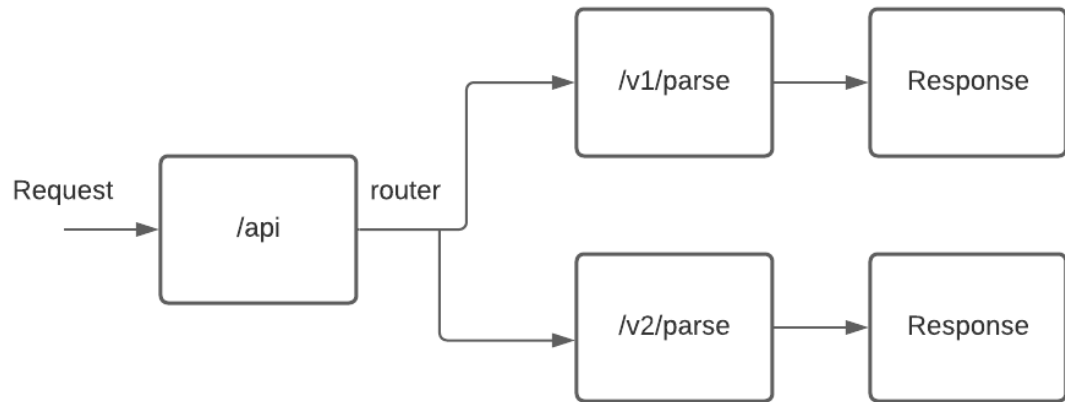 Request
/api
router
/v1/parse
Response
/v2/parse
Response